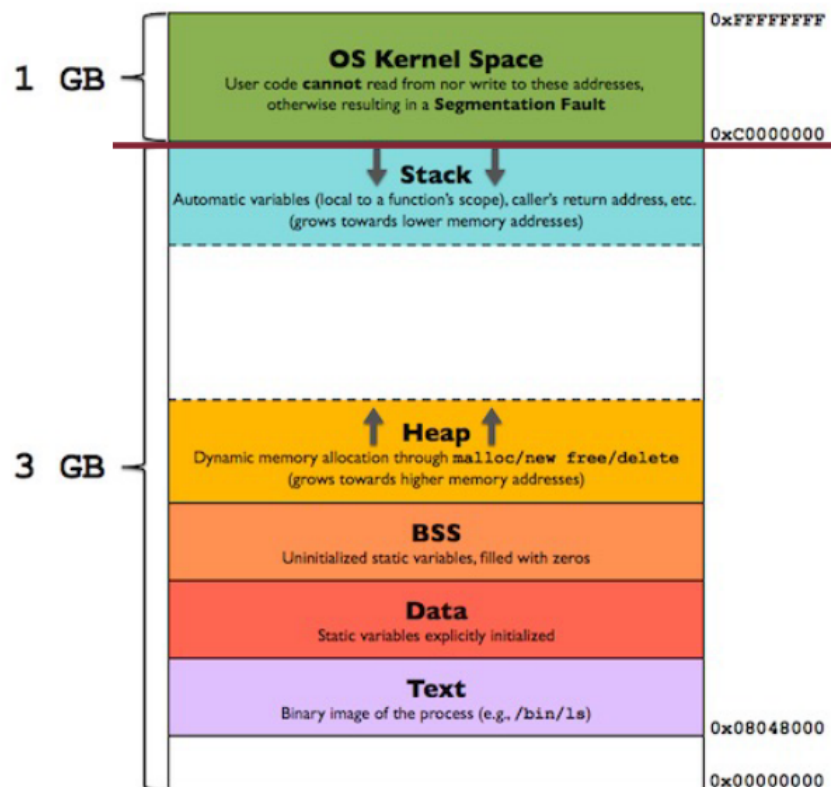 0xFFFFFFFF
OS Kernel Space
1 GB
User code cannot read from nor write to these addresses,
otherwise resulting in a Segmentation Fault
0xC0000000
Stack
Automatic variables (local to a function's scope), caller's return address, etc.
(grows towards lower memory addresses)
Heap
3 GB
Dynamic memory allocation through malloc/new free/delete
(grows towards higher memory addresses)
BSS
Uninitialized static variables, filled with zeros
Data
Static variables explicitly initialized
Text
Binary image of the process (e.g., /bin/ls)
0x08048000
0x00000000